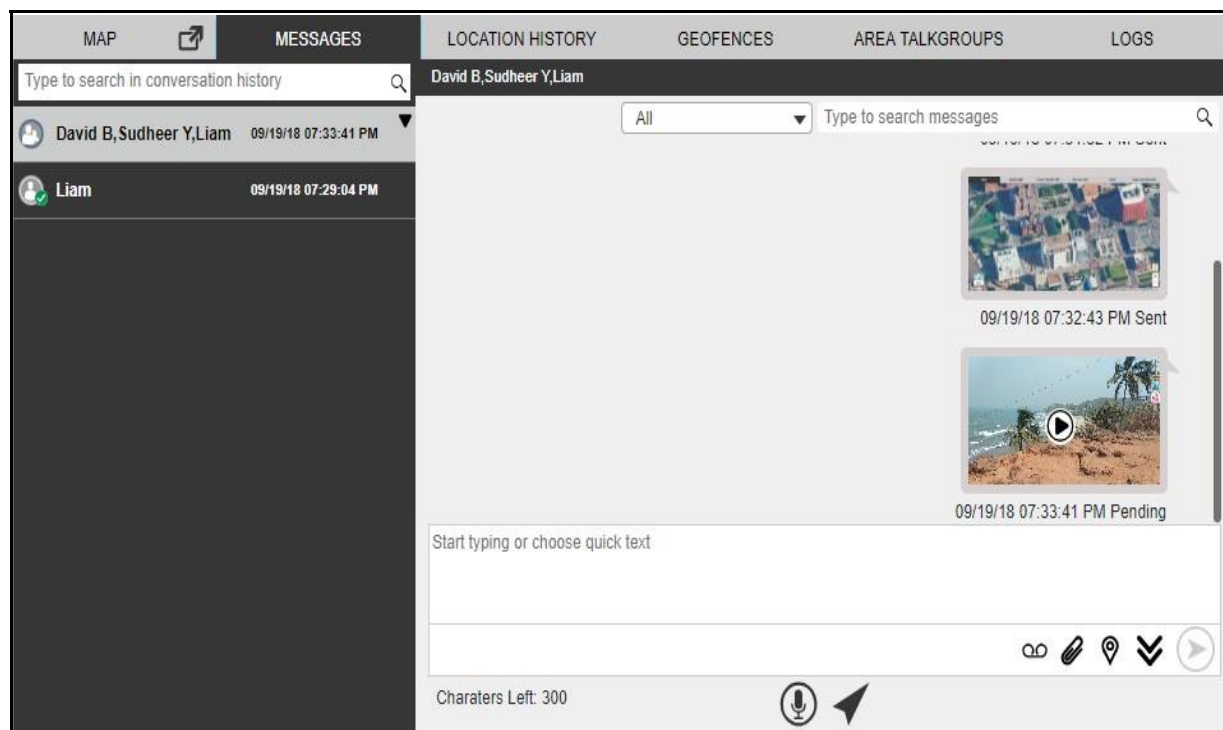 MAP MESSAGES LOCATION HISTORY GEOFENCES AREA TALKGROUPS LOGS
Type to search in conversation history
David B,Sudheer Y,Liam 09/19/18 07:33:41 PM
Liam 09/19/18 07:29:04 PM
David B,Sudheer Y,Liam
All Type to search messages
09/19/18 07:32:43 PM Sent
09/19/18 07:33:41 PM Pending
Start typing or choose quick text
Charaters Left: 300